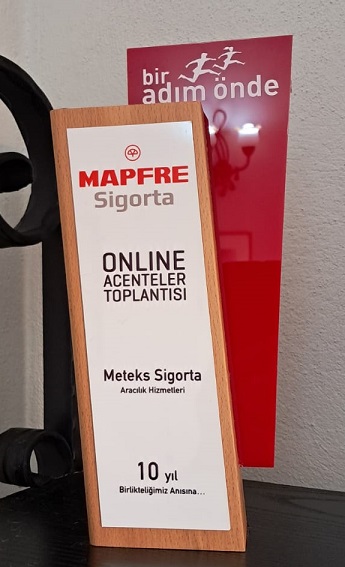 bir
adım önde
MAPFRE
Sigorta
ONLINE
ACENTELER
TOPLANTISI
Meteks Sigorta
Aracılık Hizmetleri
10 yıl
Birlikteliğimiz Anısına...